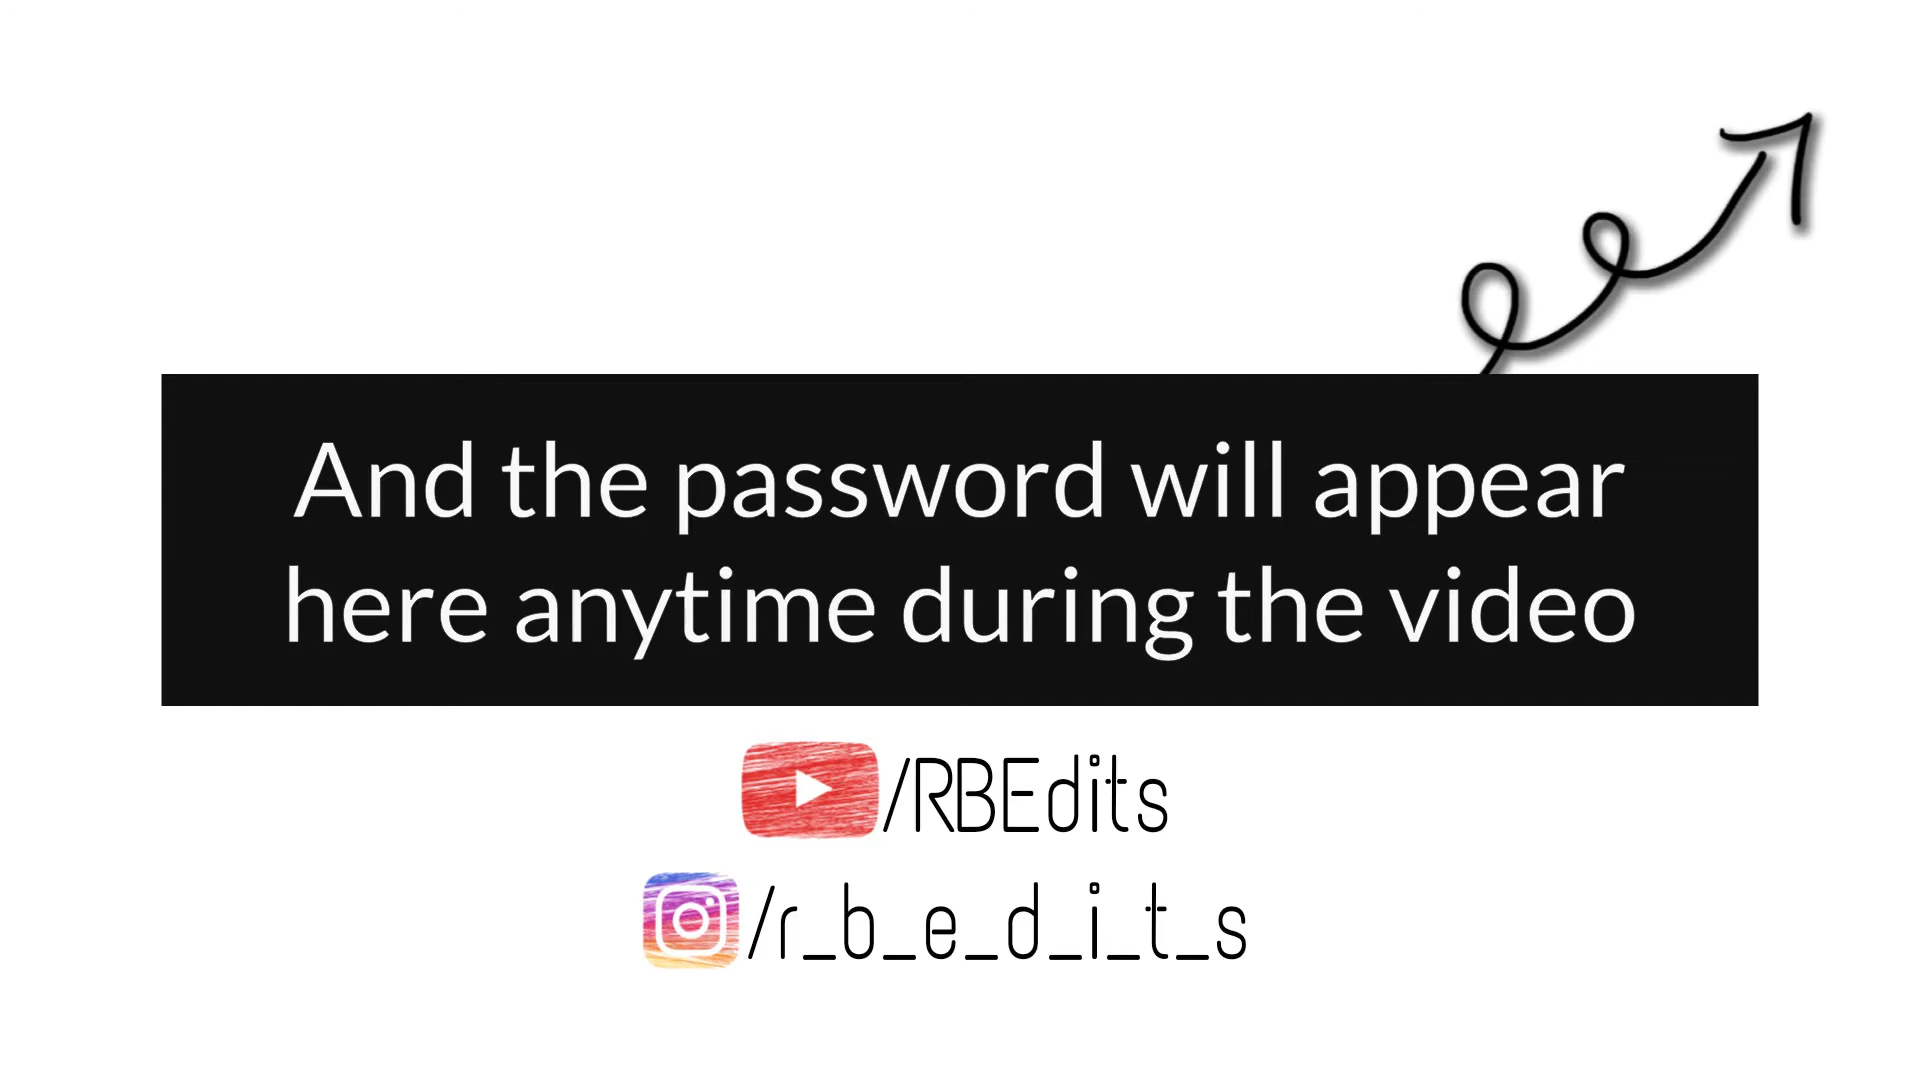 And the password will appear
here anytime during the video
/RBEdits
/r_b_e_d_i_t_s